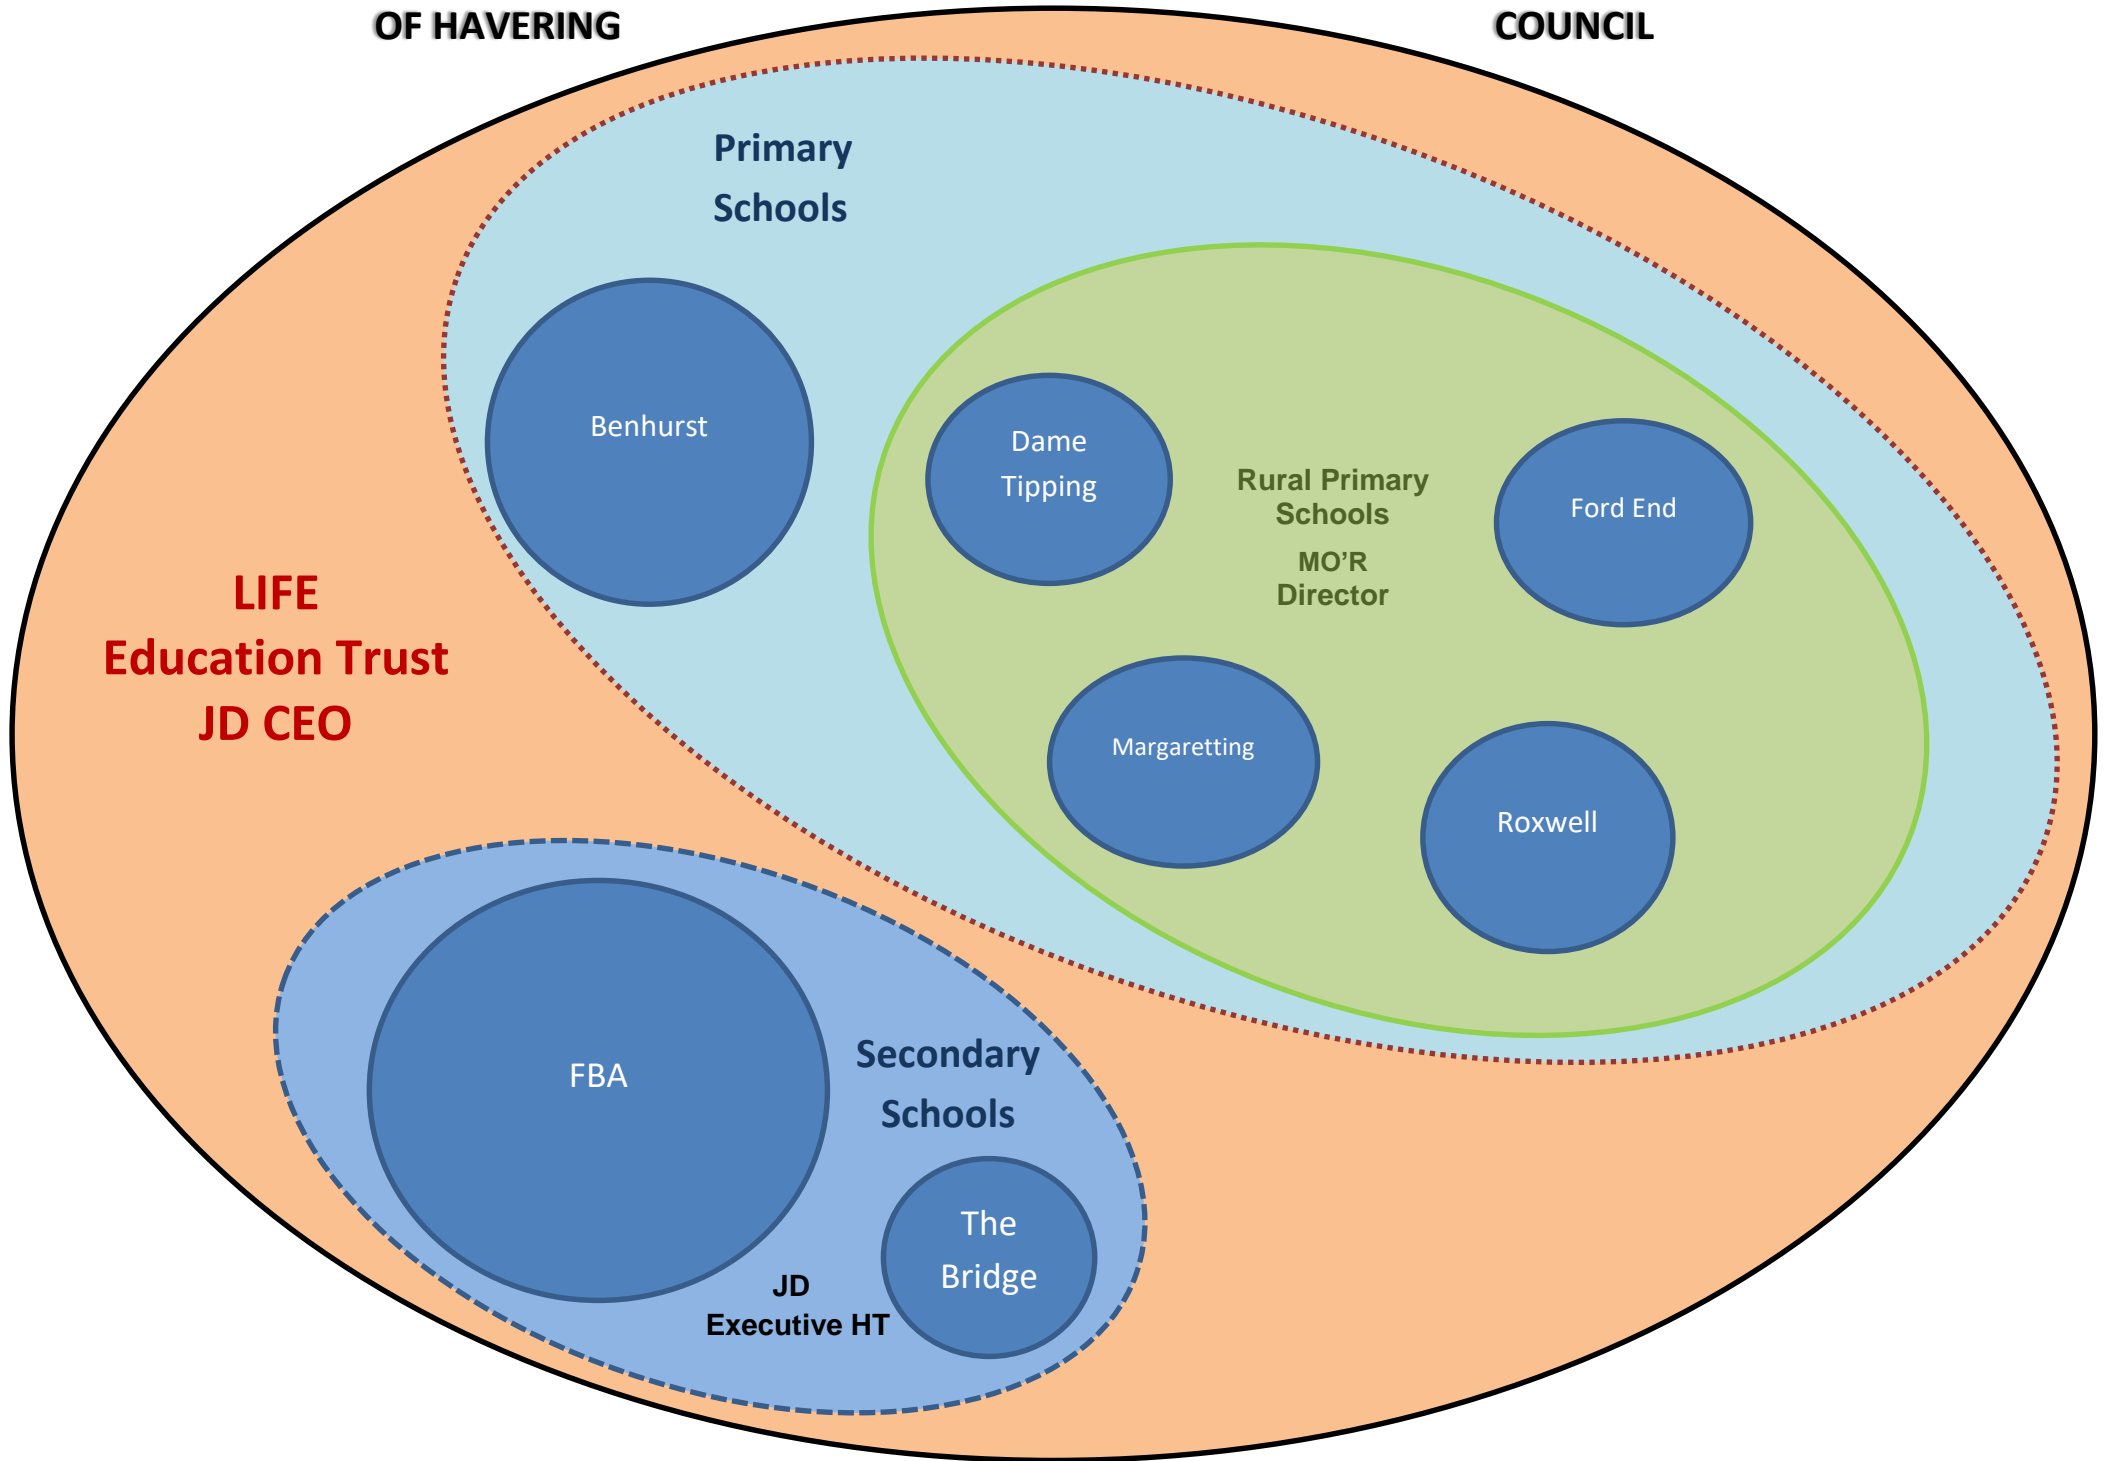 OF HAVERING
COUNCIL
Primary
Schools
Benhurst
Dame
Tipping
Rural Primary
Schools
MO'R
Director
Ford End
LIFE
Education Trust
JD CEO
Margaretting
Roxwell
FBA
Secondary
Schools
The
Bridge
JD
Executive HT